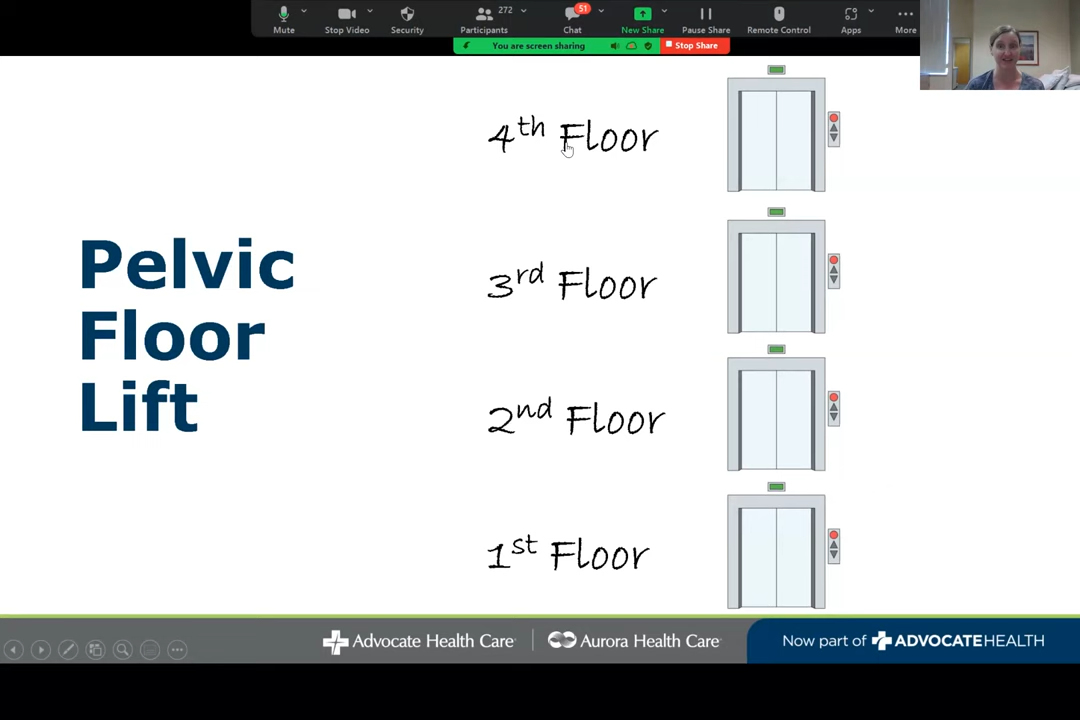 Mute
Stop Video
Security
Participants
272
Chat
51
New Share
Pause Share
Remote Control
Apps
More
You are screen sharing
Stop Share
Pelvic
Floor
Lift
4th Floor
3rd Floor
2nd Floor
1st Floor
Advocate Health Care
Aurora Health Care
Now part of ADVOCATEHEALTH